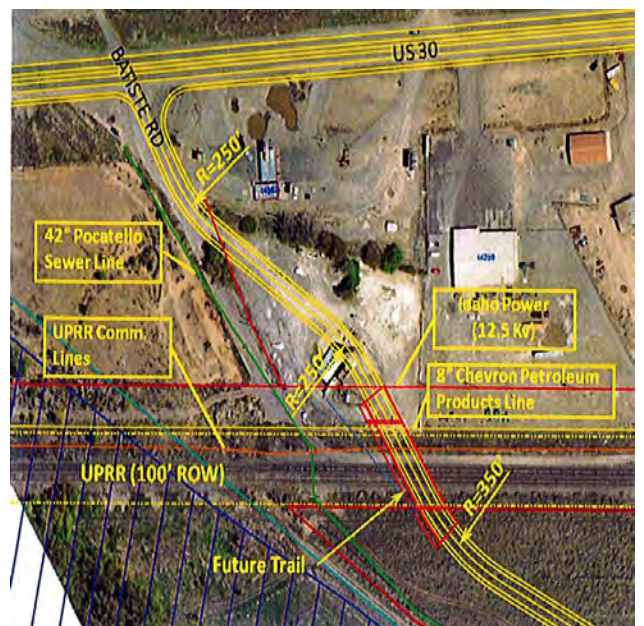 US 30
BATISTE RD
R=250'
42" Pocatello
Sewer Line
Idaho Power
(12.5 Kv)
UPRR Comm.
Lines
R=250'
8" Chevron Petroleum
Products Line
UPRR (100' ROW)
R=350'
Future Trail